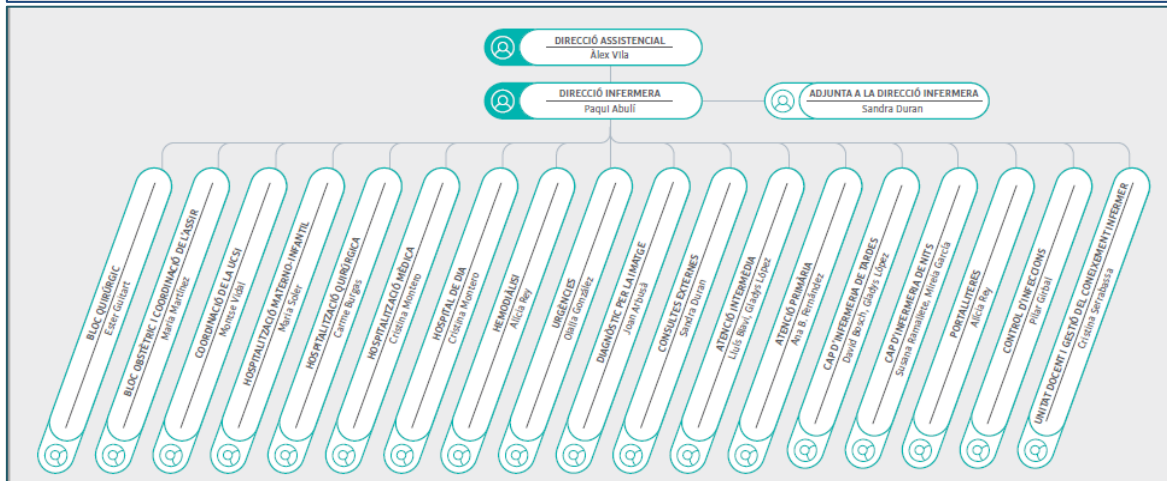 DIRECCIÓ ASSISTENCIAL
Àlex Vila
DIRECCIÓ INFERMERA
Paqui Abulí
ADJUNTA A LA DIRECCIÓ INFERMERA
Sandra Duran
BLOC QUIRÚRGIC
Ester Guitart
BLOC OBSTÈTRIC I COORDINACIÓ DE L'ASSIR
Maria Martínez
COORDINACIÓ DE LA UCSI
Montse Vidal
HOSPITALITZACIÓ MATERNO-INFANTIL
Maria Soler
HOSPITALITZACIÓ QUIRÚRGICA
Carme Burgas
HOSPITALITZACIÓ MÈDICA
Cristina Montero
HOSPITAL DE DIA
Cristina Montero
HEMODIÀLISI
Alícia Rey
URGÈNCIES
Olalla González
DIAGNÒSTIC PER LA IMATGE
Joan Arbusà
CONSULTES EXTERNES
Sandra Duran
ATENCIÓ INTERMÈDIA
Lluís Blayi, Gladys López
ATENCIÓ PRIMÀRIA
Ana B. Fernández
CAP D'INFERMERIA DE TARDES
David Bosch, Gladys López
CAP D'INFERMERIA DE NITS
Susana Ramallete, Mireia García
PORTALLITERES
Alícia Rey
CONTROL D'INFECCIONS
Pilar Girbal
UNITAT DOCENT I GESTIÓ DEL CONEIXEMENT INFERMER
Cristina Serrabassa